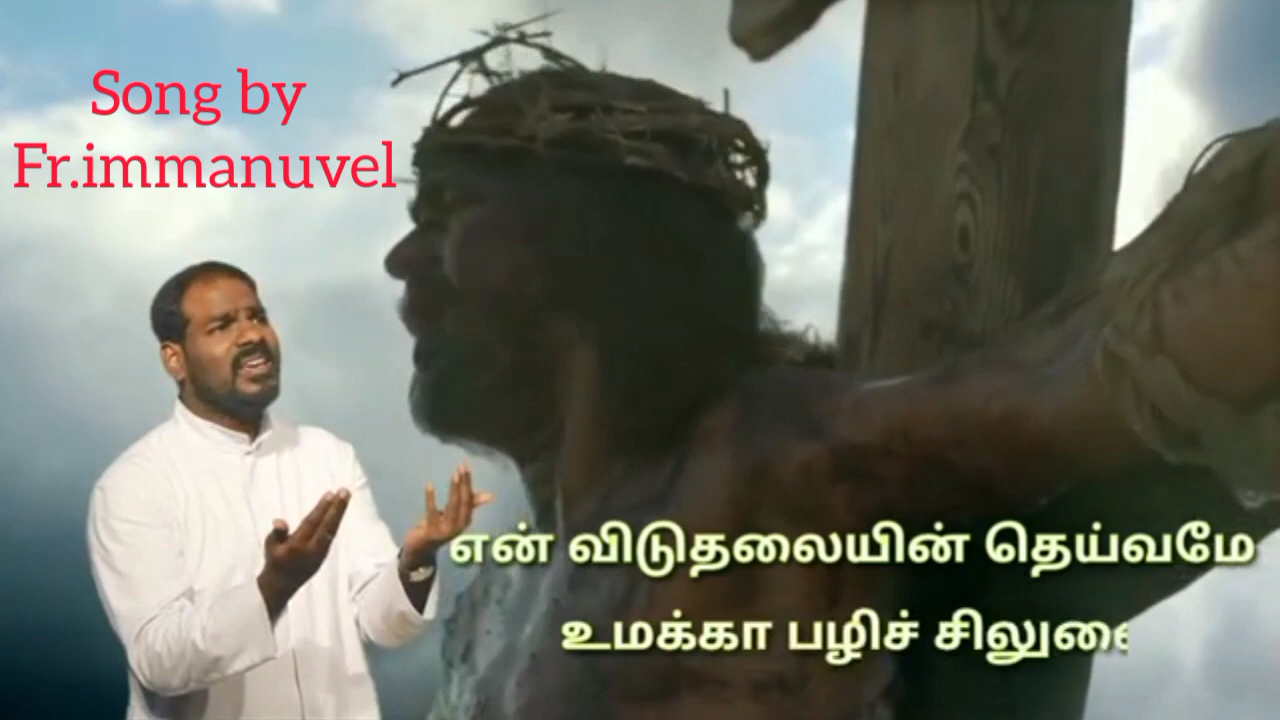 Song by
Fr.immanuvel
என் விடுதலையின் தெய்வமே
உமக்கா பழிச்